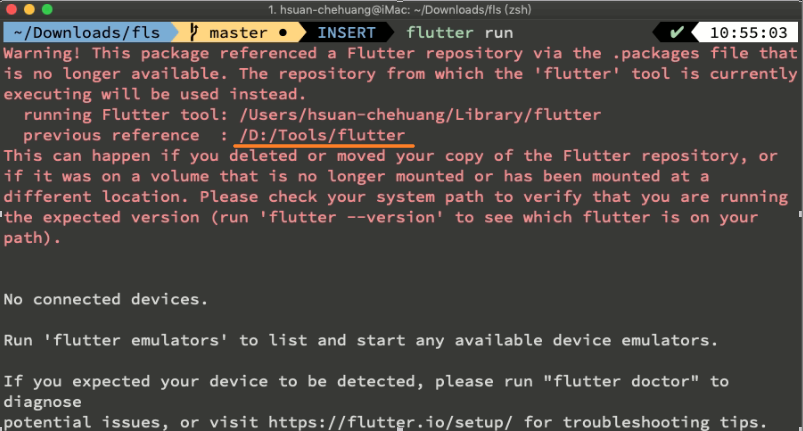 1. hsuan-chehuang@iMac: ~/Downloads/fls (zsh)
~/Downloads/fls master ● INSERT flutter run ✔ 10:55:03
Warning! This package referenced a Flutter repository via the .packages file that
is no longer available. The repository from which the 'flutter' tool is currently
executing will be used instead.
running Flutter tool: /Users/hsuan-chehuang/Library/flutter
previous reference : /D:/Tools/flutter
This can happen if you deleted or moved your copy of the Flutter repository, or
if it was on a volume that is no longer mounted or has been mounted at a
different location. Please check your system path to verify that you are running
the expected version (run 'flutter --version' to see which flutter is on your
path).
No connected devices.
Run 'flutter emulators' to list and start any available device emulators.
If you expected your device to be detected, please run "flutter doctor" to
diagnose
potential issues, or visit https://flutter.io/setup/ for troubleshooting tips.